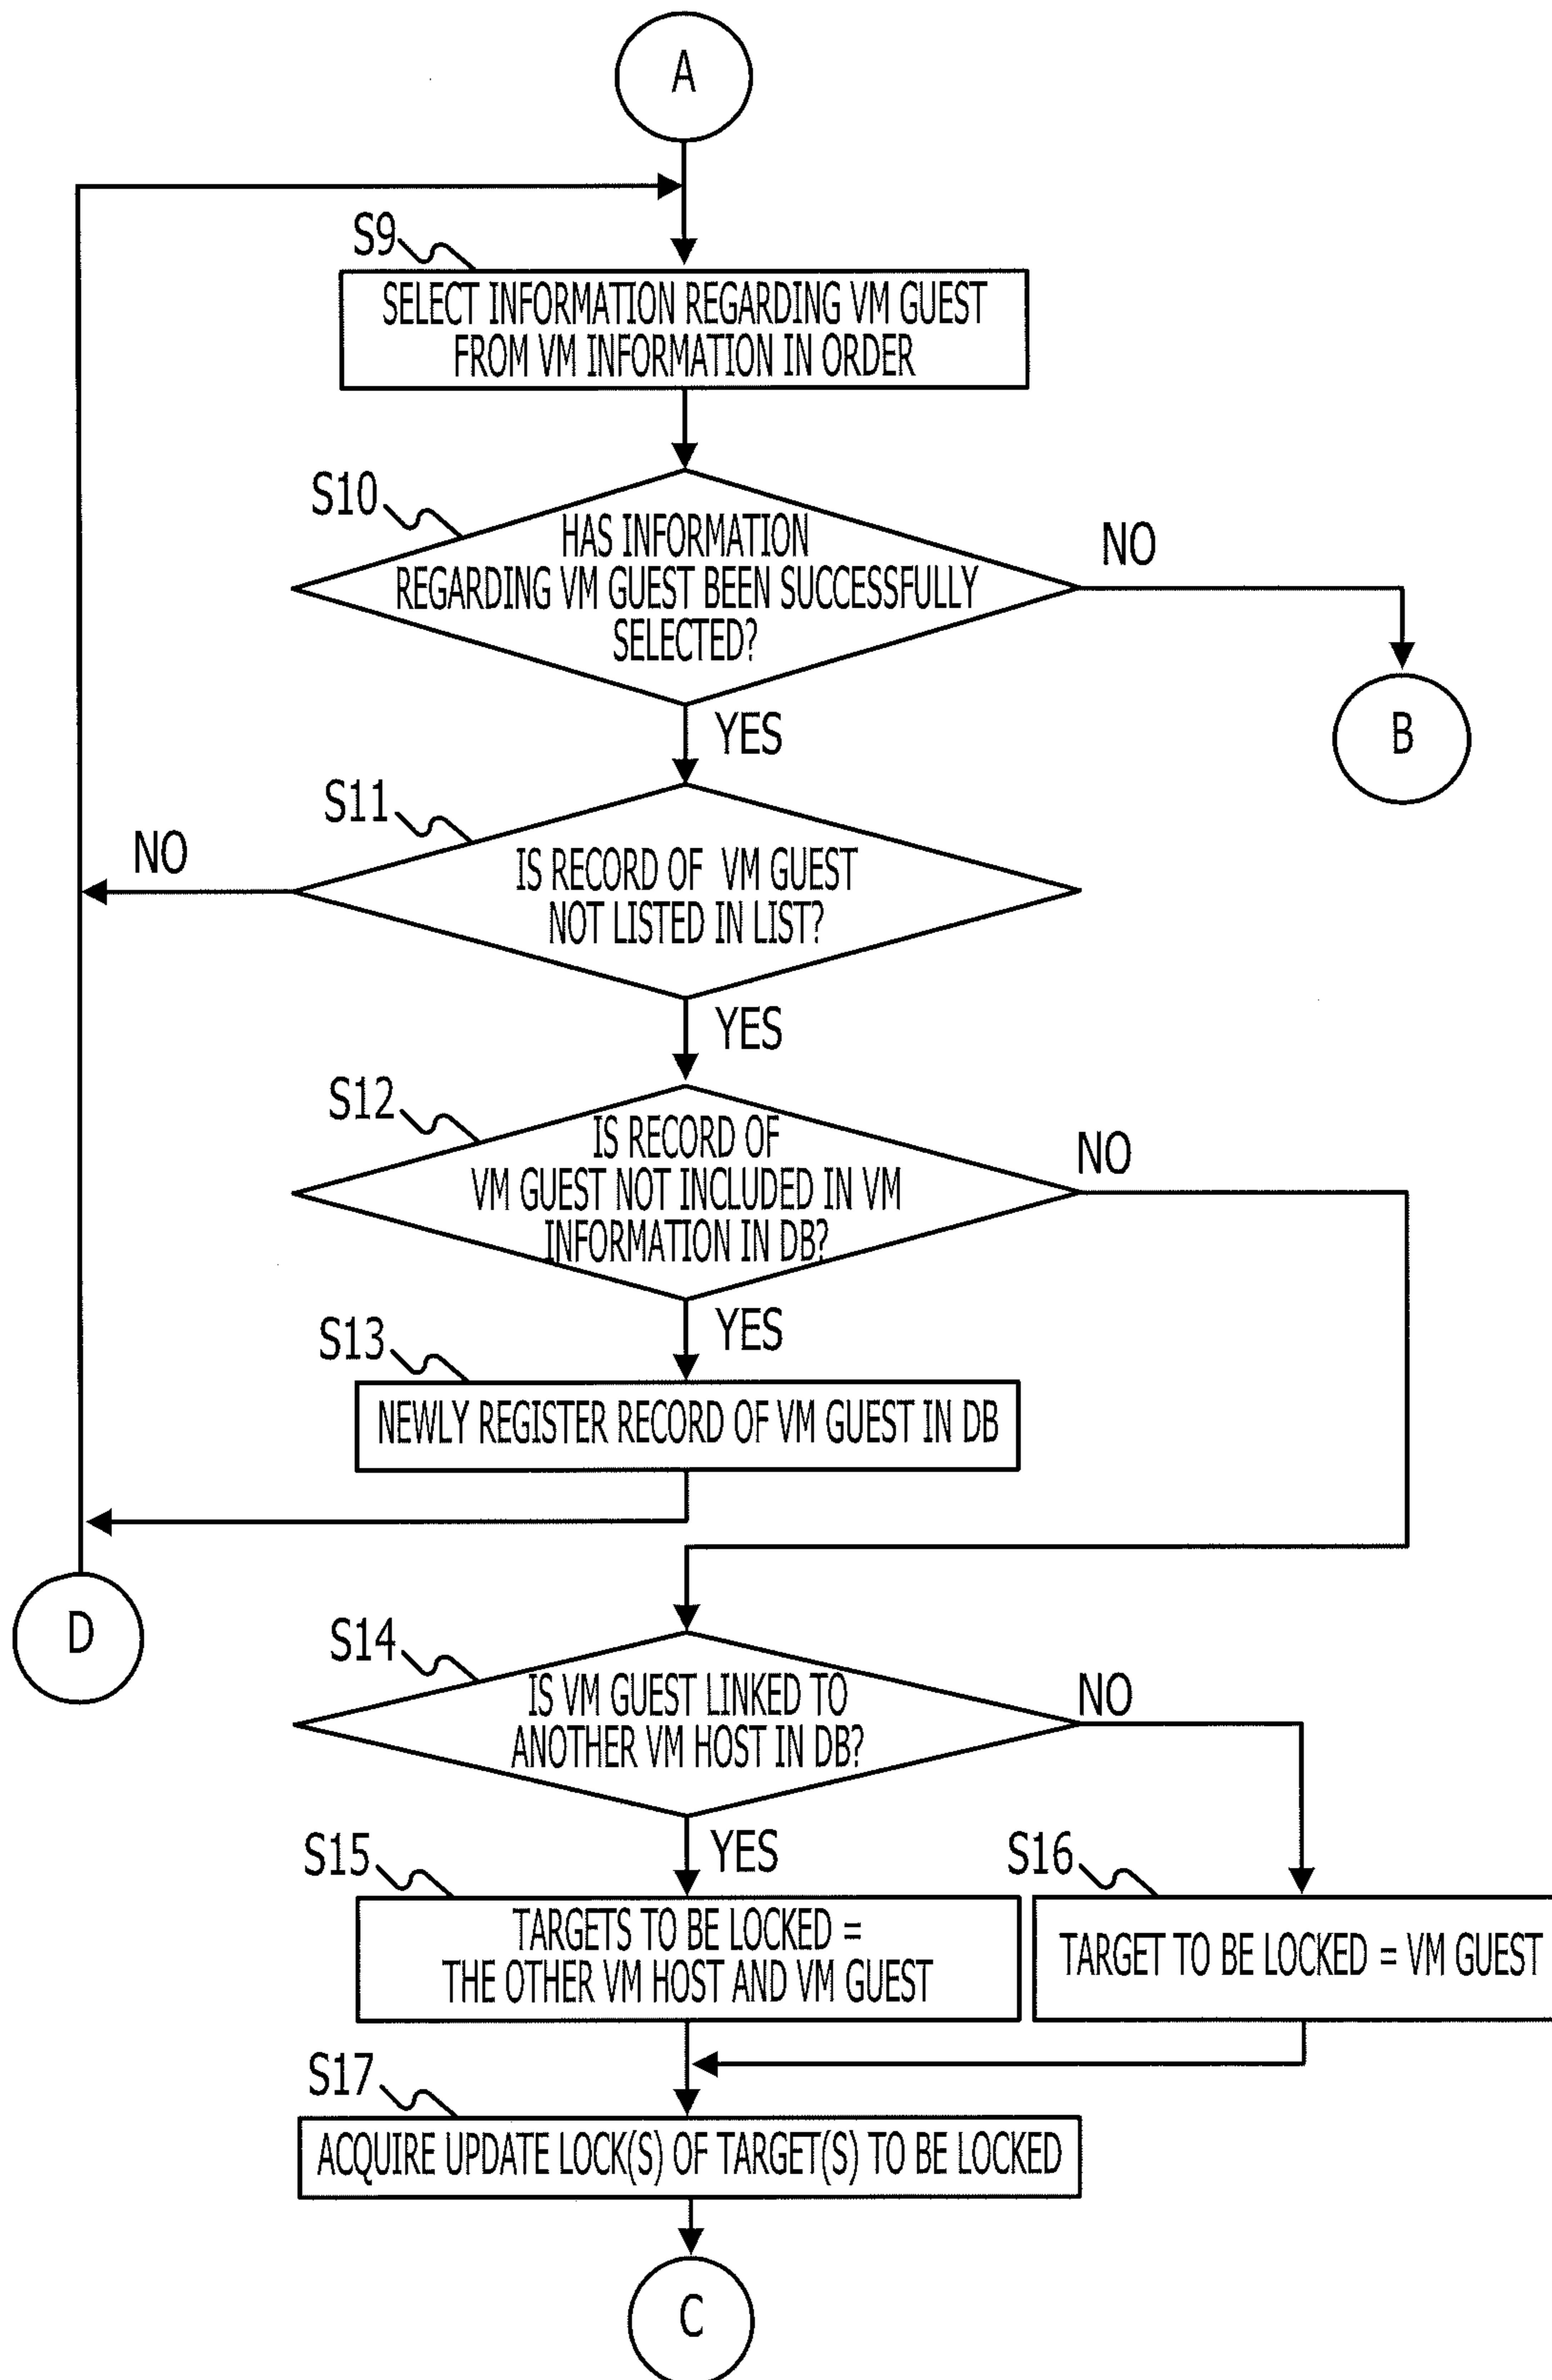 A
S9
SELECT INFORMATION REGARDING VM GUEST
FROM VM INFORMATION IN ORDER
S10
HAS INFORMATION
REGARDING VM GUEST BEEN SUCCESSFULLY
SELECTED?
NO
B
YES
S11
NO
IS RECORD OF VM GUEST
NOT LISTED IN LIST?
YES
S12
IS RECORD OF
VM GUEST NOT INCLUDED IN VM
INFORMATION IN DB?
NO
YES
S13
NEWLY REGISTER RECORD OF VM GUEST IN DB
D
S14
IS VM GUEST LINKED TO
ANOTHER VM HOST IN DB?
NO
YES
S15
TARGETS TO BE LOCKED =
THE OTHER VM HOST AND VM GUEST
S16
TARGET TO BE LOCKED = VM GUEST
S17
ACQUIRE UPDATE LOCK(S) OF TARGET(S) TO BE LOCKED
C